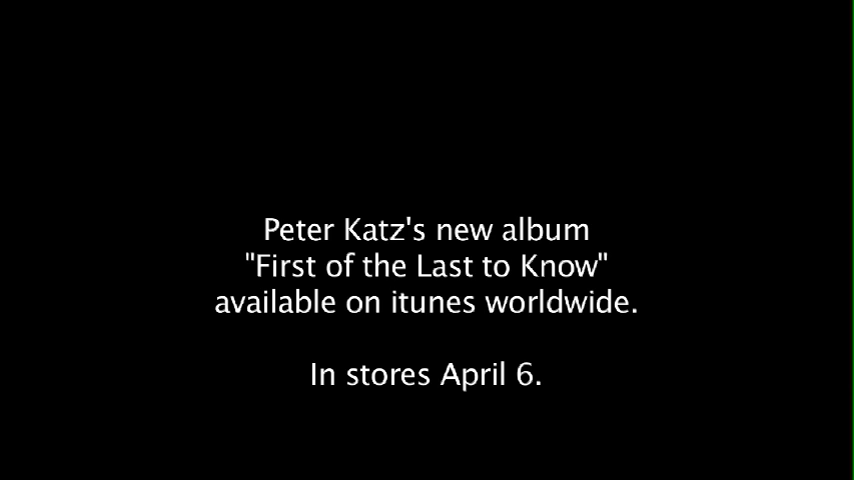 Peter Katz's new album
"First of the Last to Know"
available on itunes worldwide.
In stores April 6.